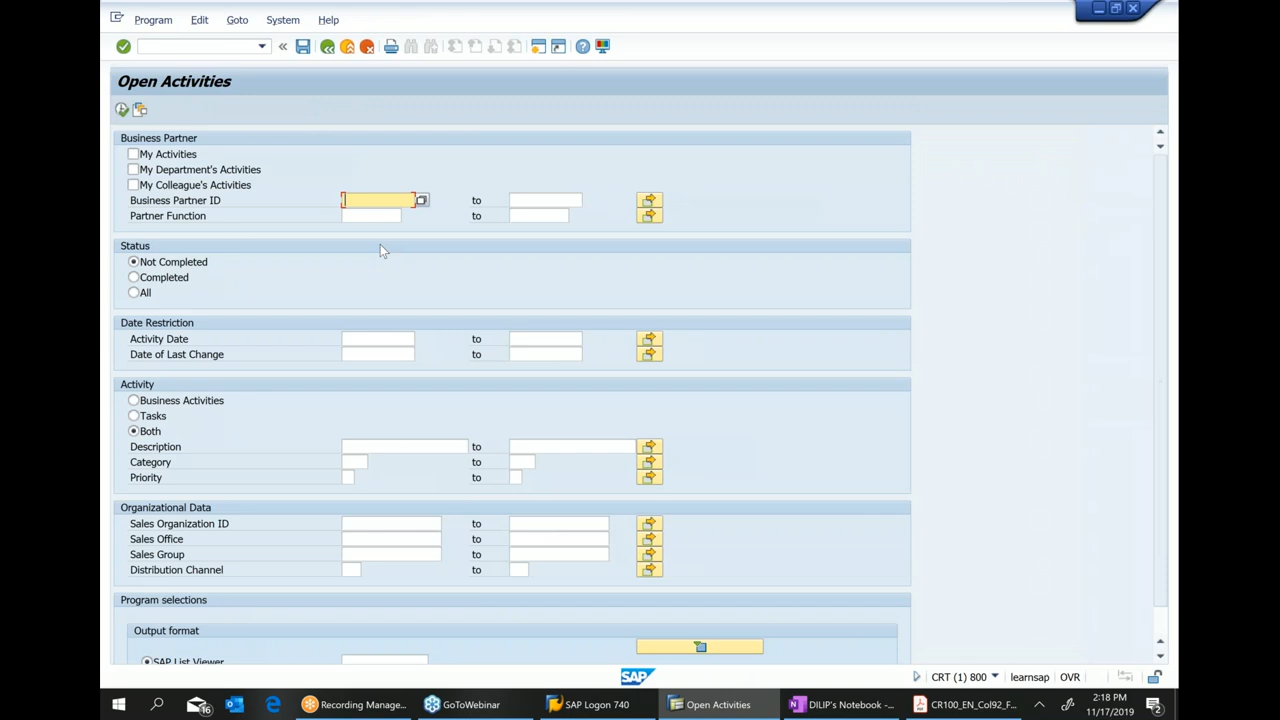 Program Edit Goto System Help
Open Activities
Business Partner
My Activities
My Department's Activities
My Colleague's Activities
Business Partner ID to
Partner Function to
Status
Not Completed
Completed
All
Date Restriction
Activity Date to
Date of Last Change to
Activity
Business Activities
Tasks
Both
Description to
Category to
Priority to
Organizational Data
Sales Organization ID to
Sales Office to
Sales Group to
Distribution Channel to
Program selections
Output format
SAP List Viewer
SAP CRT (1) 800 learnsap OVR
16 Recording Manage... GoToWebinar SAP Logon 740 Open Activities DILIP's Notebook -... CR100_EN_Col92_F... 2:18 PM
11/17/2019 2